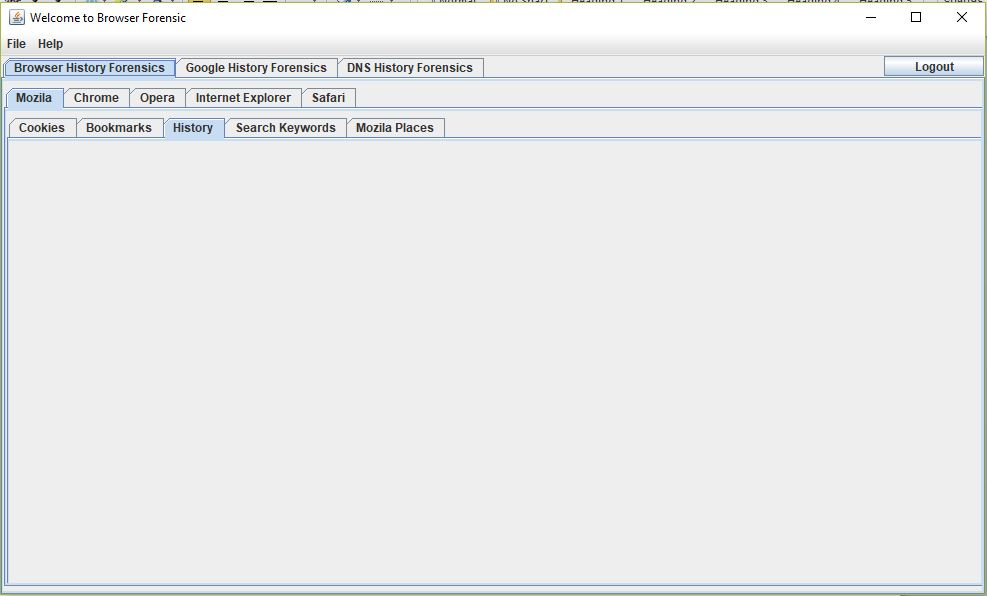 Welcome to Browser Forensic
File Help
Browser History Forensics Google History Forensics DNS History Forensics Logout
Mozila Chrome Opera Internet Explorer Safari
Cookies Bookmarks History Search Keywords Mozila Places